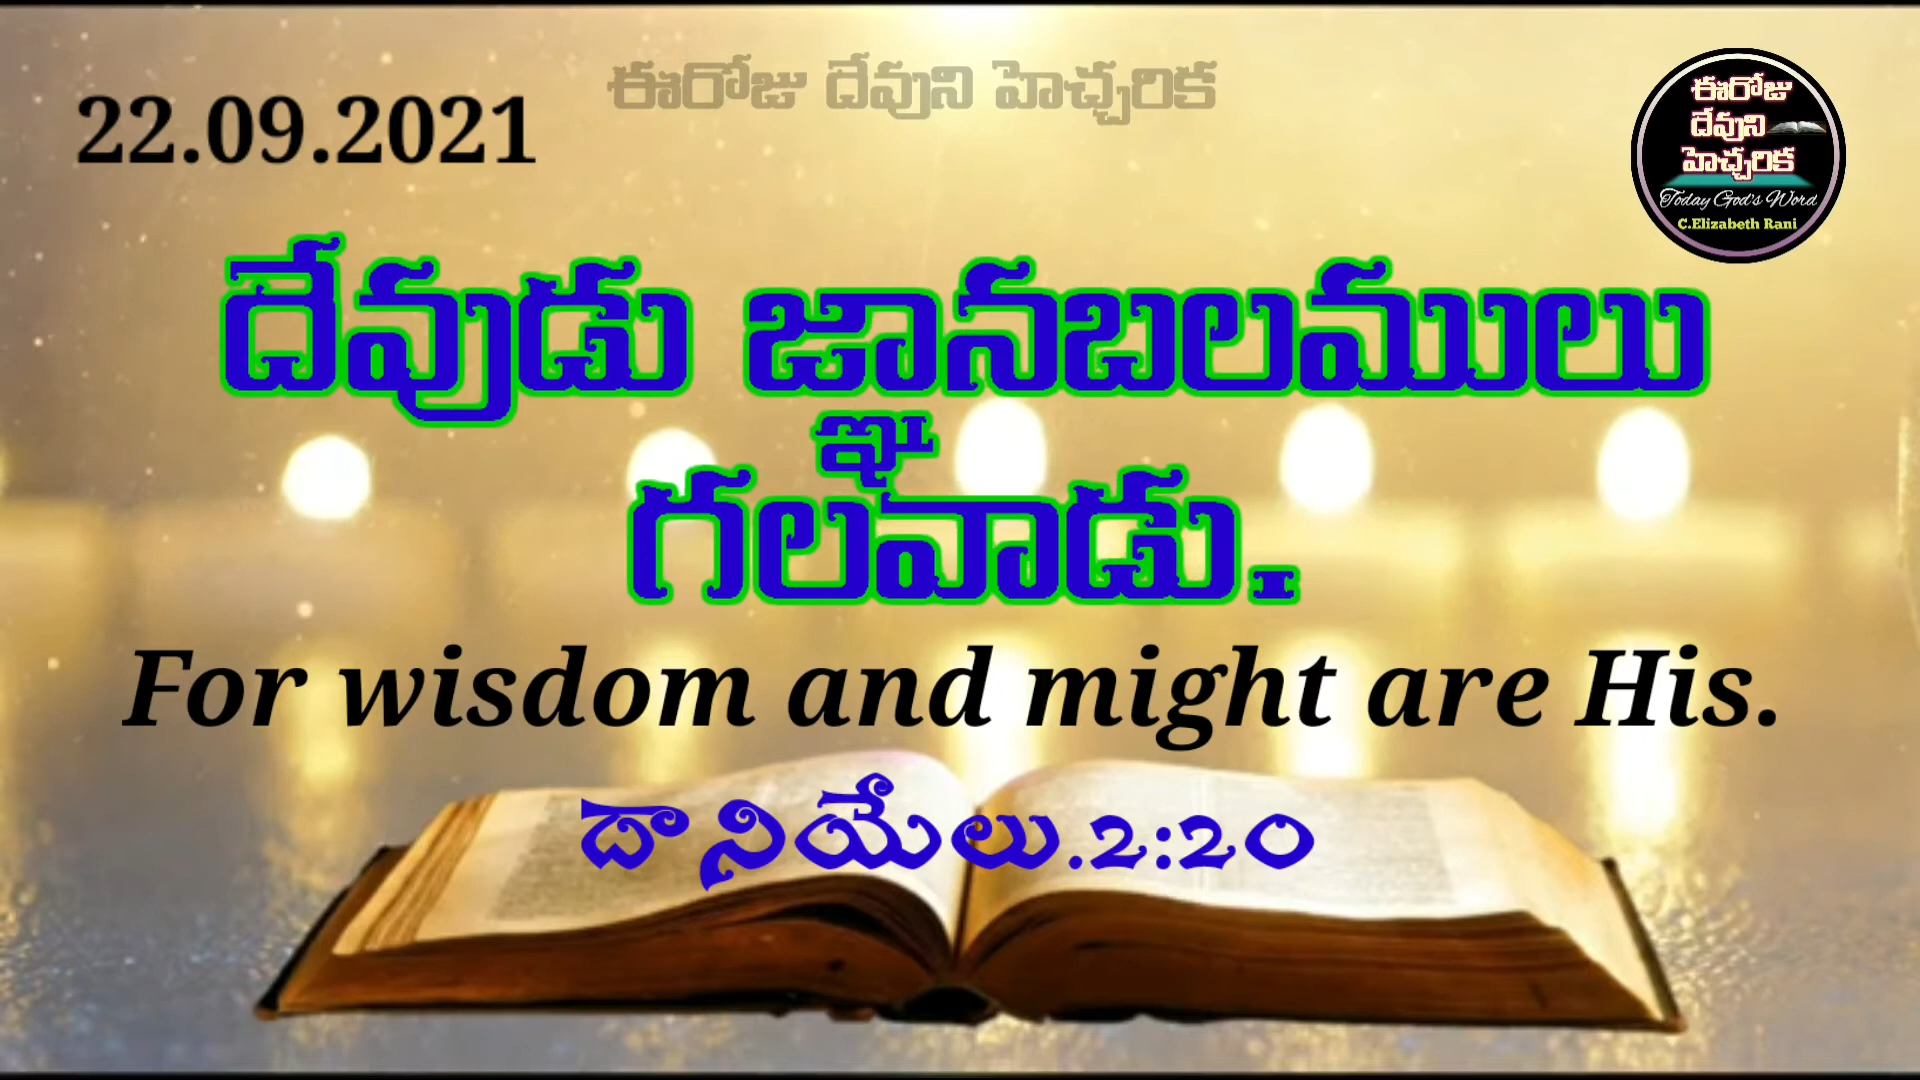 ఈరోజు దేవుని హెచ్చరిక
22.09.2021
ఈరోజు
దేవుని
హెచ్చరిక
Today God's Word
C.Elizabeth Rani
దేవుడు జ్ఞానబలములు
గలవాడు.
For wisdom and might are His.
దానియేలు.2:20